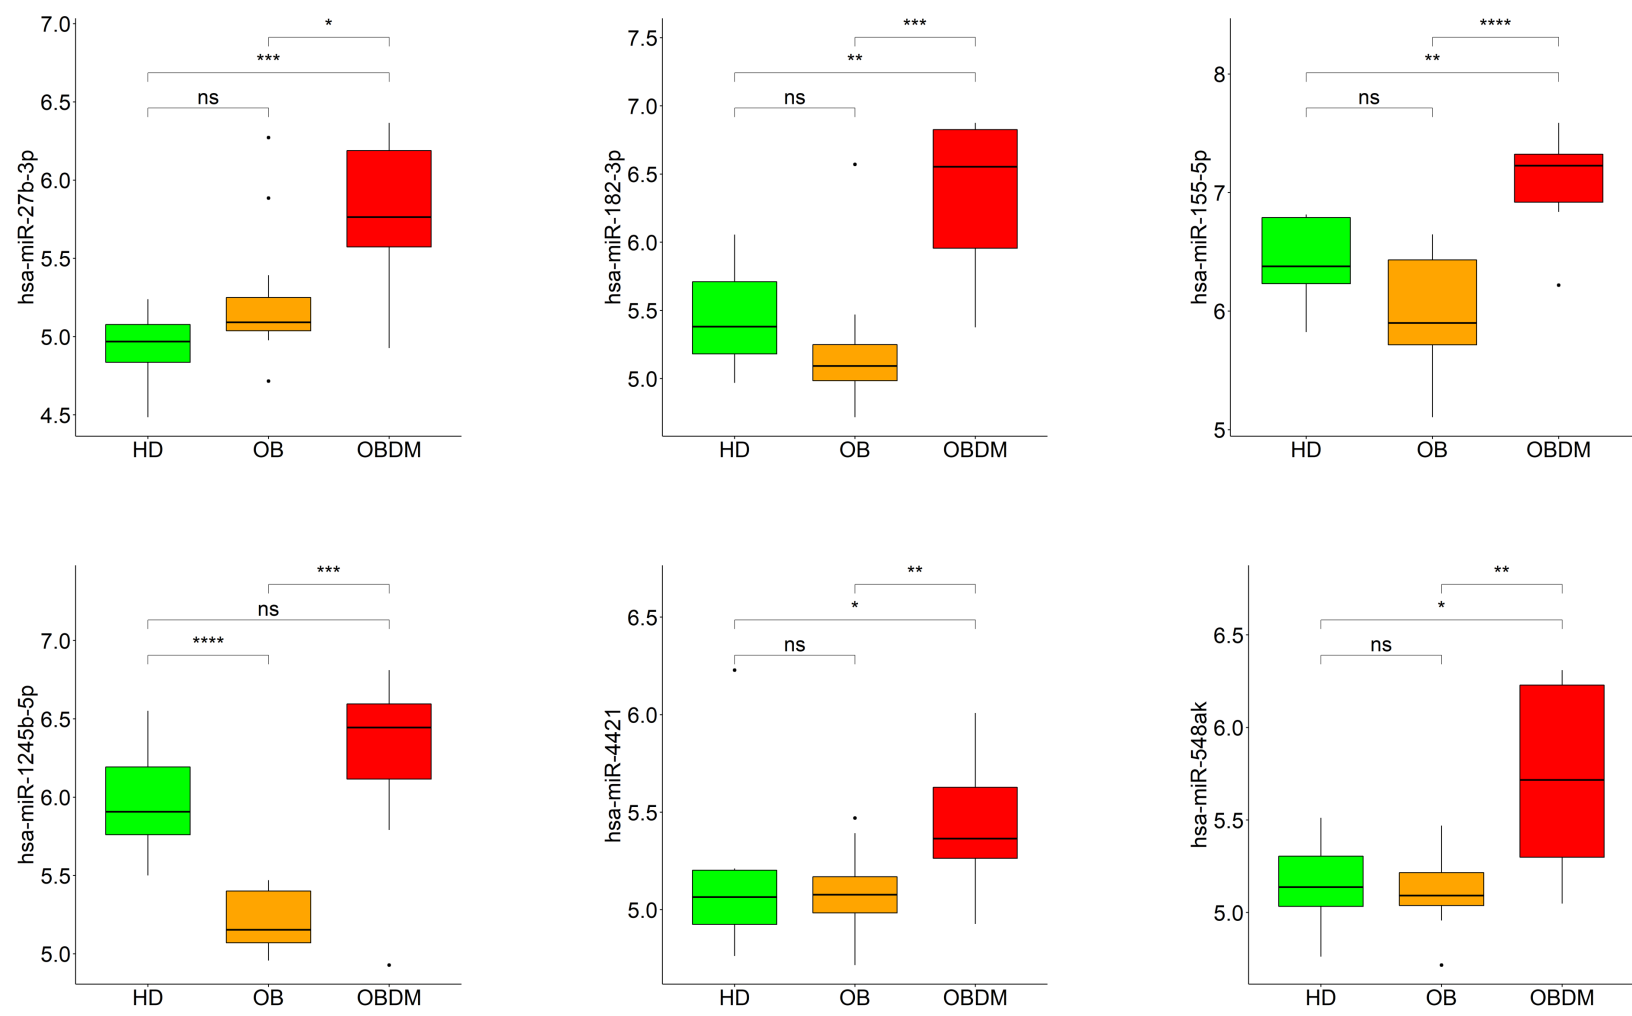 hsa-miR-27b-3p
7.0
6.5
6.0
5.5
5.0
4.5
*
***
ns
HD OB OBDM
hsa-miR-182-3p
7.5
7.0
6.5
6.0
5.5
5.0
***
**
ns
HD OB OBDM
hsa-miR-155-5p
8
7
6
5
****
**
ns
HD OB OBDM
hsa-miR-1245b-5p
7.0
6.5
6.0
5.5
5.0
***
ns
****
HD OB OBDM
hsa-miR-4421
6.5
6.0
5.5
5.0
**
*
ns
HD OB OBDM
hsa-miR-548ak
6.5
6.0
5.5
5.0
**
*
ns
HD OB OBDM